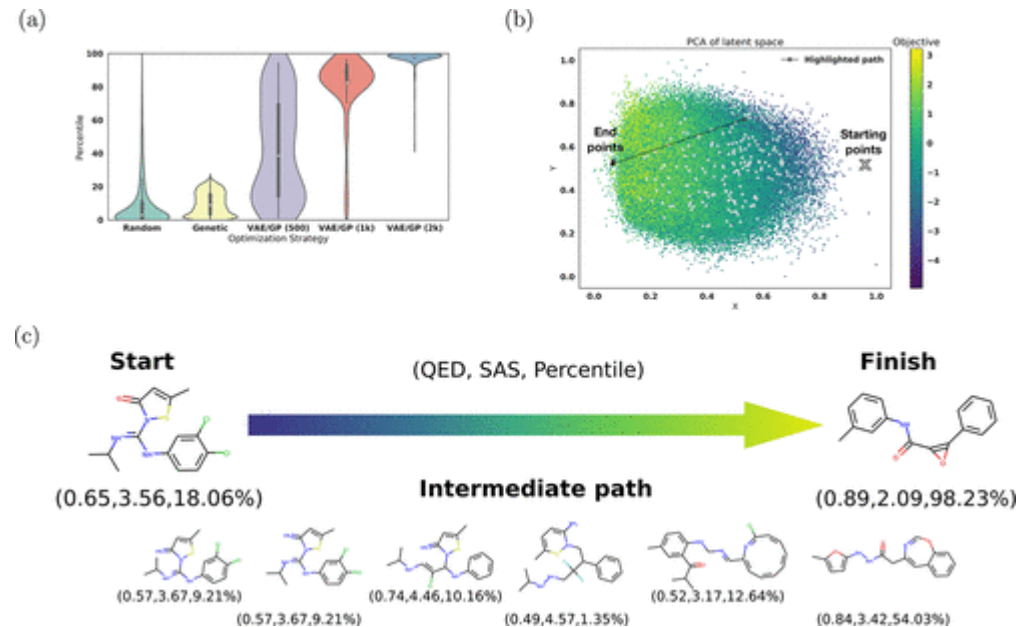 (a)
100
80
60
40
20
0
Percentile
Random
Genetic
VAE/GP (500)
VAE/GP (1k)
VAE/GP (2k)
Optimization Strategy
(b)
PCA of latent space
Objective
Highlighted path
1.0
0.8
0.6
0.4
0.2
0.0
Y
End
points
Starting
points
0.0
0.2
0.4
0.6
0.8
1.0
X
3
2
1
0
−1
−2
−3
−4
(c)
Start
(QED, SAS, Percentile)
Finish
(0.65,3.56,18.06%)
Intermediate path
(0.89,2.09,98.23%)
(0.57,3.67,9.21%)
(0.57,3.67,9.21%)
(0.74,4.46,10.16%)
(0.49,4.57,1.35%)
(0.52,3.17,12.64%)
(0.84,3.42,54.03%)